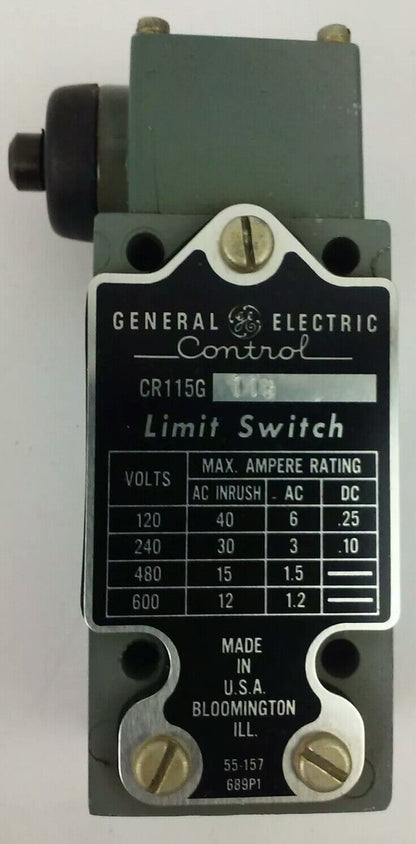 GENERAL GE ELECTRIC
Control
CR115G
Limit Switch
VOLTS MAX. AMPERE RATING
AC INRUSH AC DC
120 40 6 .25
240 30 3 .10
480 15 1.5
600 12 1.2
MADE
IN
U.S.A.
BLOOMINGTON
ILL.
55-157
689P1